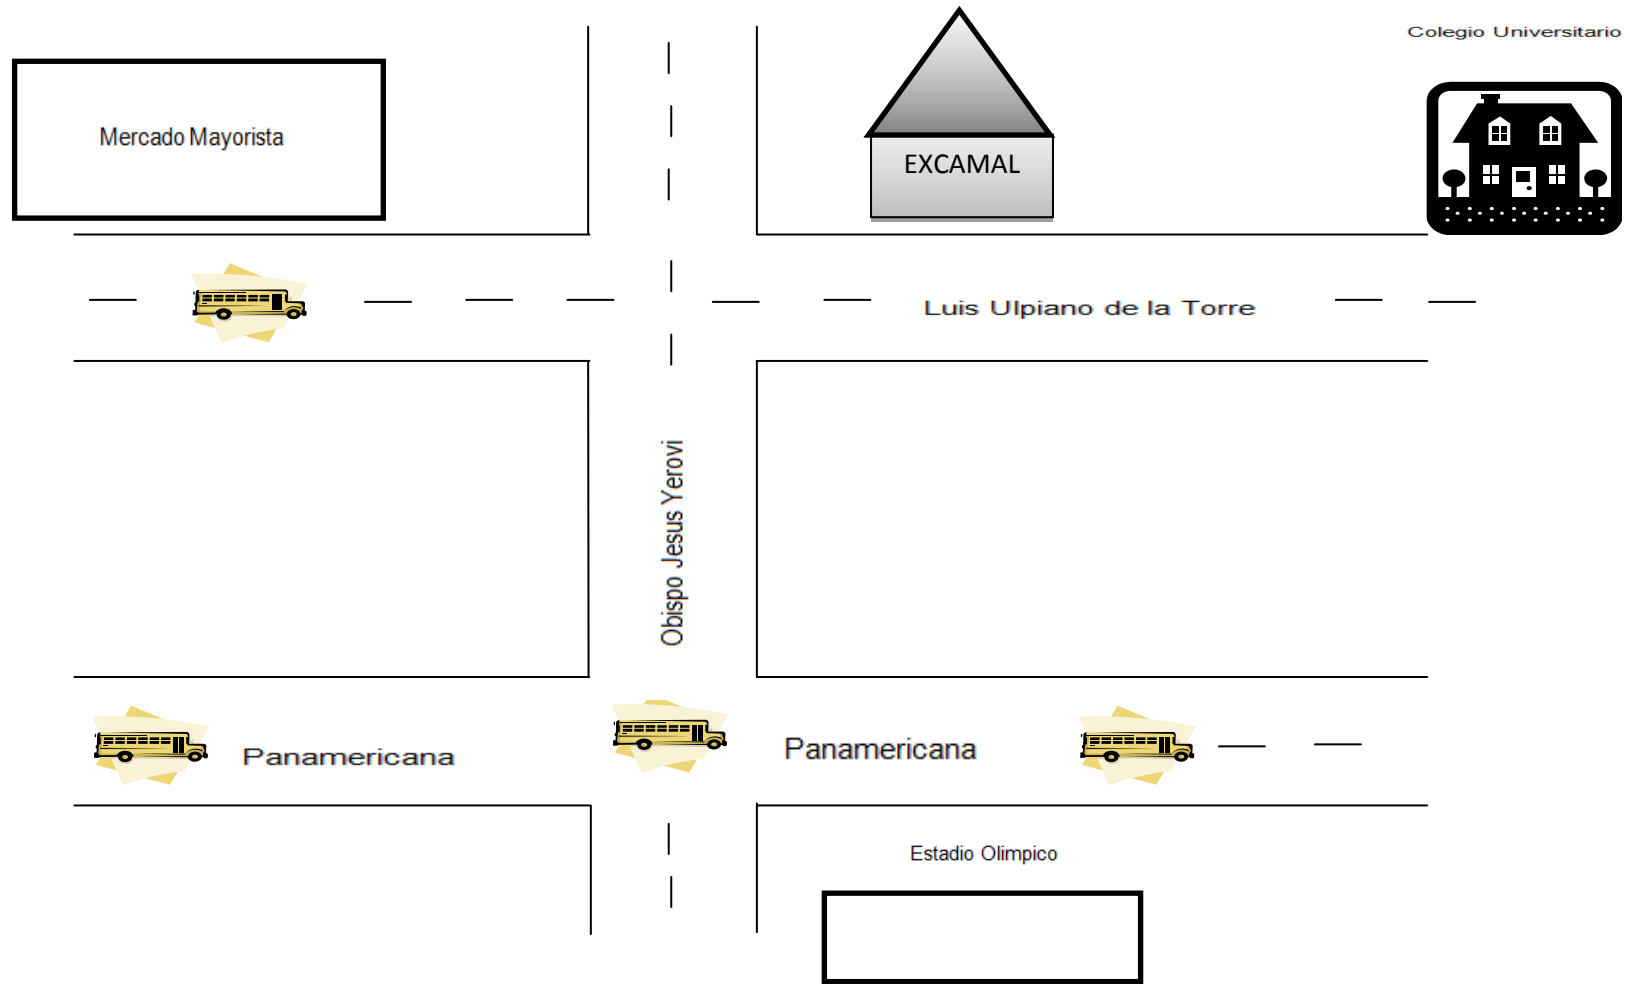 Colegio Universitario
Mercado Mayorista
EXCAMAL
Luis Ulpiano de la Torre
Obispo Jesus Yerovi
Panamericana
Panamericana
Estadio Olimpico